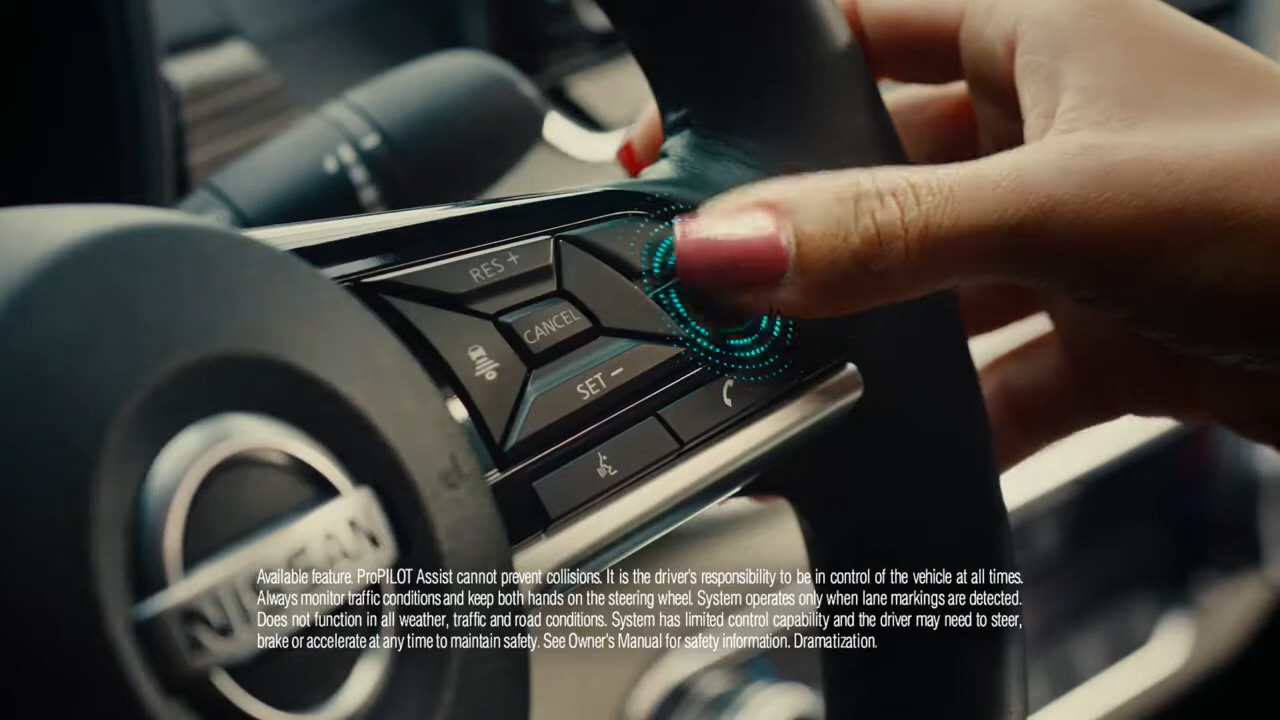 RES +
CANCEL
SET −
NISSAN
Available feature. ProPILOT Assist cannot prevent collisions. It is the driver's responsibility to be in control of the vehicle at all times.
Always monitor traffic conditions and keep both hands on the steering wheel. System operates only when lane markings are detected.
Does not function in all weather, traffic and road conditions. System has limited control capability and the driver may need to steer,
brake or accelerate at any time to maintain safety. See Owner's Manual for safety information. Dramatization.